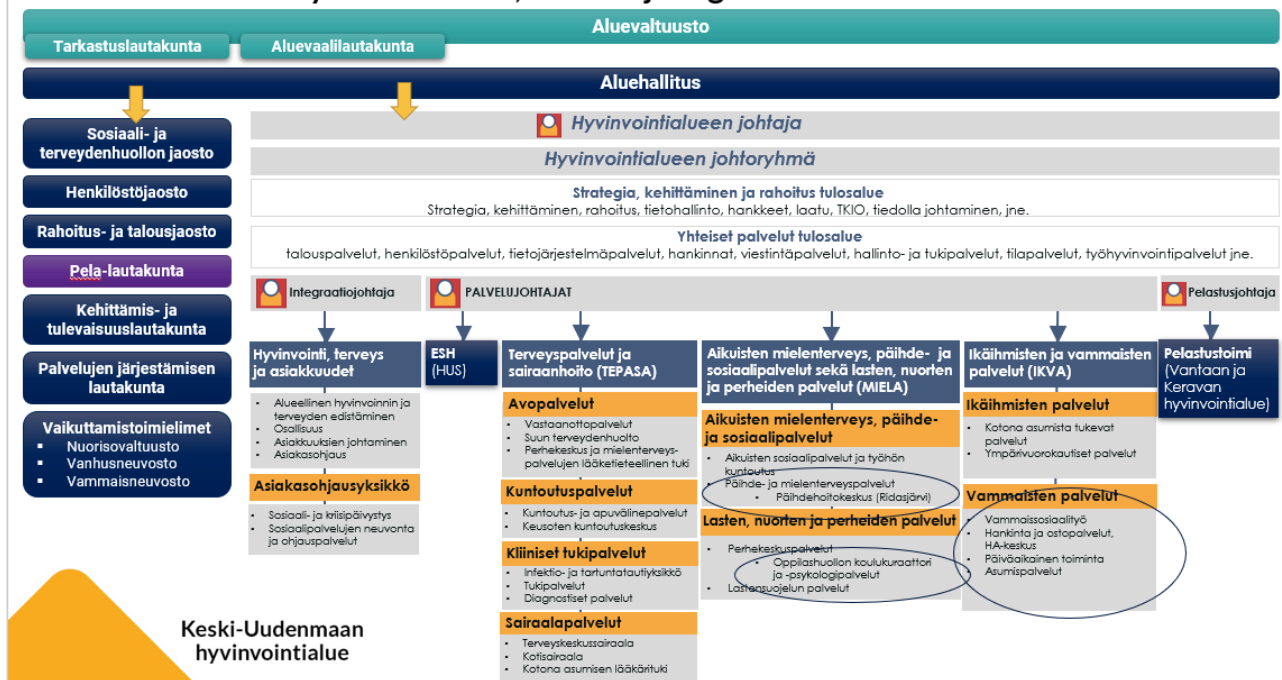 Aluevaltuusto
Tarkastuslautakunta
Aluevaalilautakunta
Aluehallitus
Sosiaali- ja
terveydenhuollon jaosto
Henkilöstöjaosto
Rahoitus- ja talousjaosto
Pela-lautakunta
Kehittämis- ja
tulevaisuuslautakunta
Palvelujen järjestämisen
lautakunta
Vaikuttamistoimielimet
▪ Nuorisovaltuusto
▪ Vanhusneuvosto
▪ Vammaisneuvosto
Hyvinvointialueen johtaja
Hyvinvointialueen johtoryhmä
Strategia, kehittäminen ja rahoitus tulosalue
Strategia, kehittäminen, rahoitus, tietohallinto, hankkeet, laatu, TKIO, tiedolla johtaminen, jne.
Yhteiset palvelut tulosalue
talouspalvelut, henkilöstöpalvelut, tietojärjestelmäpalvelut, hankinnat, viestintäpalvelut, hallinto- ja tukipalvelut, tilapalvelut, työhyvinvointipalvelut jne.
Integraatiojohtaja
PALVELUJOHTAJAT
Pelastusjohtaja
Hyvinvointi, terveys
ja asiakkuudet
• Alueellinen hyvinvoinnin ja
terveyden edistäminen
• Osallisuus
• Asiakkuuksien johtaminen
• Asiakasohjaus
Asiakasohjausyksikkö
• Sosiaali- ja kriisipäivystys
• Sosiaalipalvelujen neuvonta
ja ohjauspalvelut
ESH
(HUS)
Terveyspalvelut ja
sairaanhoito (TEPASA)
Avopalvelut
• Vastaanottopalvelut
• Suun terveydenhuolto
• Perhekeskus ja mielenterveys-
palvelujen lääketieteellinen tuki
Kuntoutuspalvelut
• Kuntoutus- ja apuvälinepalvelut
• Keusoten kuntoutuskeskus
Kliiniset tukipalvelut
• Infektio- ja tartuntatautiyksikkö
• Tukipalvelut
• Diagnostiset palvelut
Sairaalapalvelut
• Terveyskeskussairaala
• Kotisairaala
• Kotona asumisen lääkärituki
Aikuisten mielenterveys, päihde- ja
sosiaalipalvelut sekä lasten, nuorten
ja perheiden palvelut (MIELA)
Aikuisten mielenterveys, päihde-
ja sosiaalipalvelut
• Aikuisten sosiaalipalvelut ja työhön
kuntoutus
• Päihde- ja mielenterveyspalvelut
• Päihdehoitokeskus (Ridasjärvi)
Lasten, nuorten ja perheiden palvelut
• Perhekeskuspalvelut
• Oppilashuollon koulukuraattori
ja -psykologipalvelut
• Lastensuojelun palvelut
Ikäihmisten ja vammaisten
palvelut (IKVA)
Ikäihmisten palvelut
• Kotona asumista tukevat
palvelut
• Ympärivuorokautiset palvelut
Vammaisten palvelut
• Vammaissosiaalityö
• Hankinta ja ostopalvelut,
HA-keskus
• Päiväaikainen toiminta
• Asumispalvelut
Pelastustoimi
(Vantaan ja
Keravan
hyvinvointialue)
Keski-Uudenmaan
hyvinvointialue